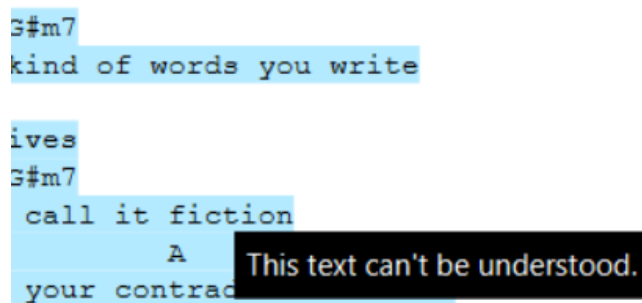 G#m7
kind of words you write
ives
G#m7
call it fiction
A
This text can't be understood.
your contrad